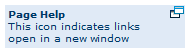 Page Help
This icon indicates links
open in a new window